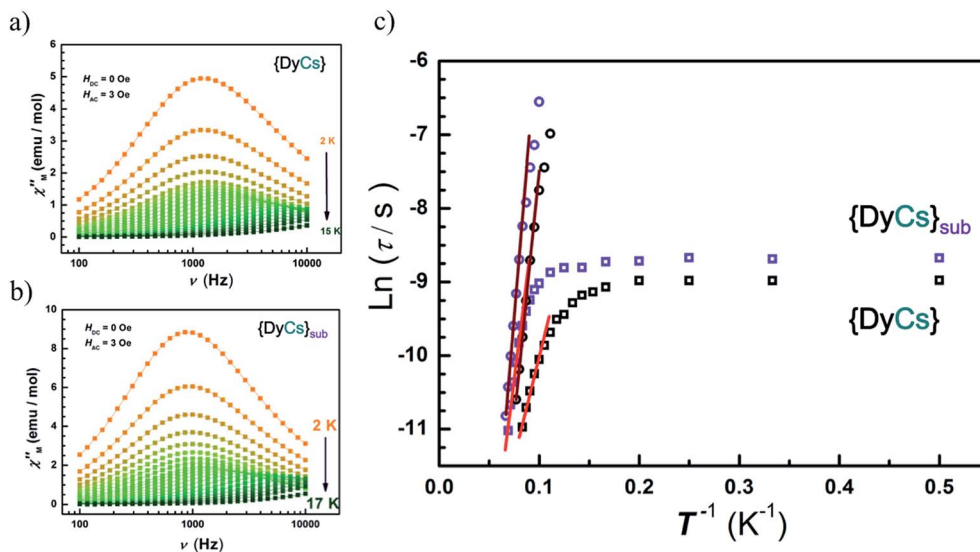 a)
6
5
4
3
2
1
0
χ″M (emu / mol)
HDC = 0 Oe
HAC = 3 Oe
{DyCs}
2 K
15 K
100
1000
10000
ν (Hz)
b)
10
8
6
4
2
0
χ″M (emu / mol)
HDC = 0 Oe
HAC = 3 Oe
{DyCs}sub
2 K
17 K
100
1000
10000
ν (Hz)
c)
-6
-7
-8
-9
-10
-11
Ln (τ / s)
{DyCs}sub
{DyCs}
0.0
0.1
0.2
0.3
0.4
0.5
T-1 (K-1)